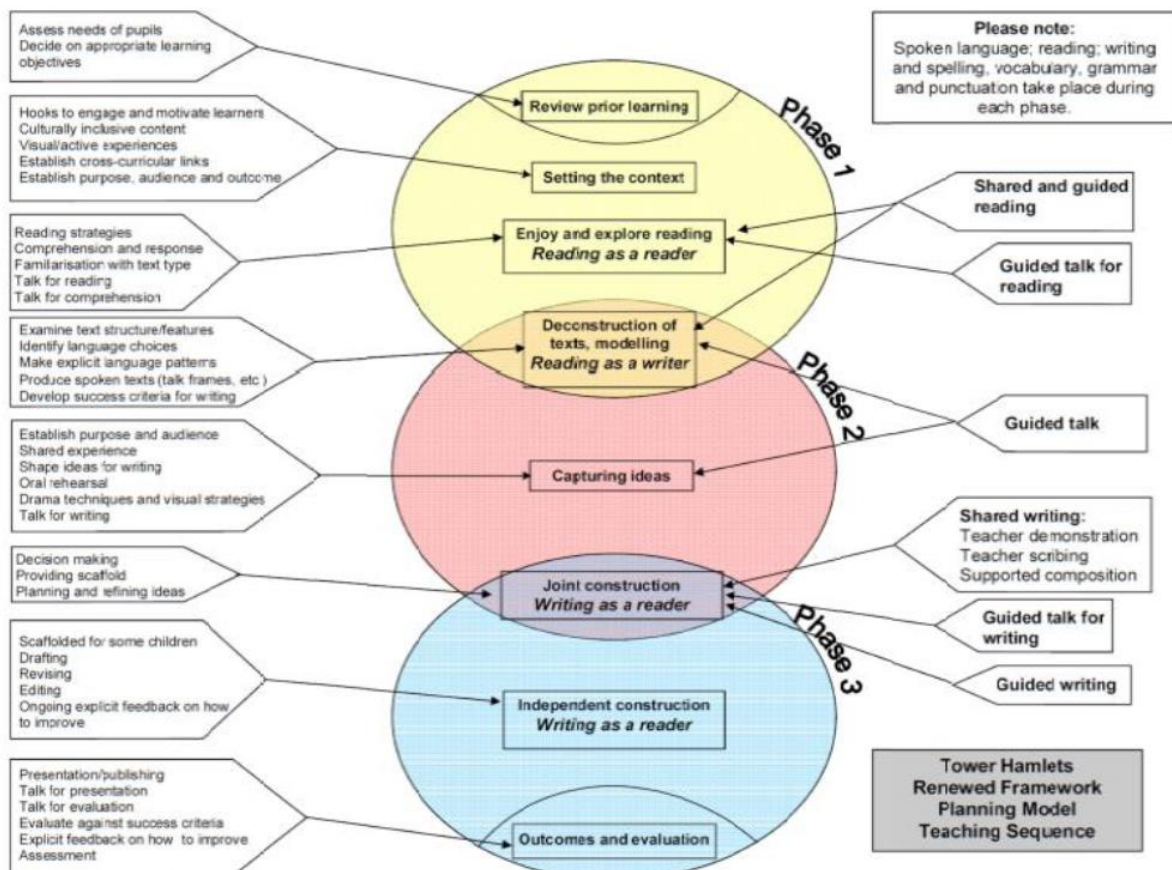 Assess needs of pupils
Decide on appropriate learning
objectives
Hooks to engage and motivate learners
Culturally inclusive content
Visual/active experiences
Establish cross-curricular links
Establish purpose, audience and outcome
Reading strategies
Comprehension and response
Familiarisation with text type
Talk for reading
Talk for comprehension
Examine text structure/features
Identify language choices
Make explicit language patterns
Produce spoken texts (talk frames, etc.)
Develop success criteria for writing
Establish purpose and audience
Shared experience
Shape ideas for writing
Oral rehearsal
Drama techniques and visual strategies
Talk for writing
Decision making
Providing scaffold
Planning and refining ideas
Scaffolded for some children
Drafting
Revising
Editing
Ongoing explicit feedback on how
to improve
Presentation/publishing
Talk for presentation
Talk for evaluation
Evaluate against success criteria
Explicit feedback on how to improve
Assessment
Review prior learning
Setting the context
Enjoy and explore reading
Reading as a reader
Deconstruction of
texts, modelling
Reading as a writer
Capturing ideas
Joint construction
Writing as a reader
Independent construction
Writing as a reader
Outcomes and evaluation
Phase 1
Phase 2
Phase 3
Please note:
Spoken language; reading; writing
and spelling, vocabulary, grammar
and punctuation take place during
each phase.
Shared and guided
reading
Guided talk for
reading
Guided talk
Shared writing:
Teacher demonstration
Teacher scribing
Supported composition
Guided talk for
writing
Guided writing
Tower Hamlets
Renewed Framework
Planning Model
Teaching Sequence